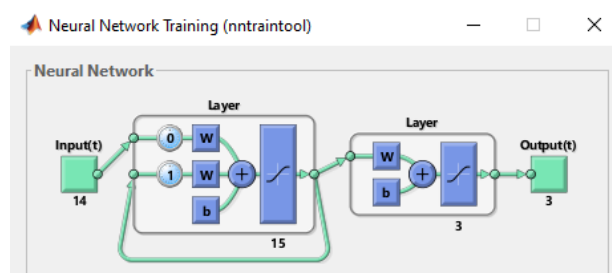 Neural Network Training (nntraintool)
Neural Network
Layer
Layer
Input(t)
0
W
W
Output(t)
1
W
+
+
b
b
14
3
3
15